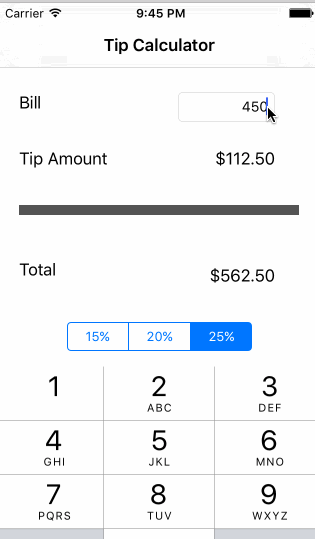 Carrier 9:45 PM
Tip Calculator
Bill 450
Tip Amount $112.50
Total $562.50
15% 20% 25%
1 2 3
ABC DEF
4 5 6
GHI JKL MNO
7 8 9
PQRS TUV WXYZ